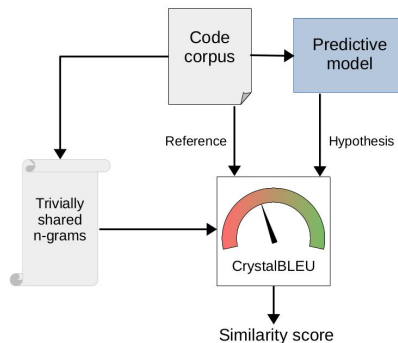 Code
corpus
Predictive
model
Reference
Hypothesis
Trivially
shared
n-grams
CrystalBLEU
Similarity score